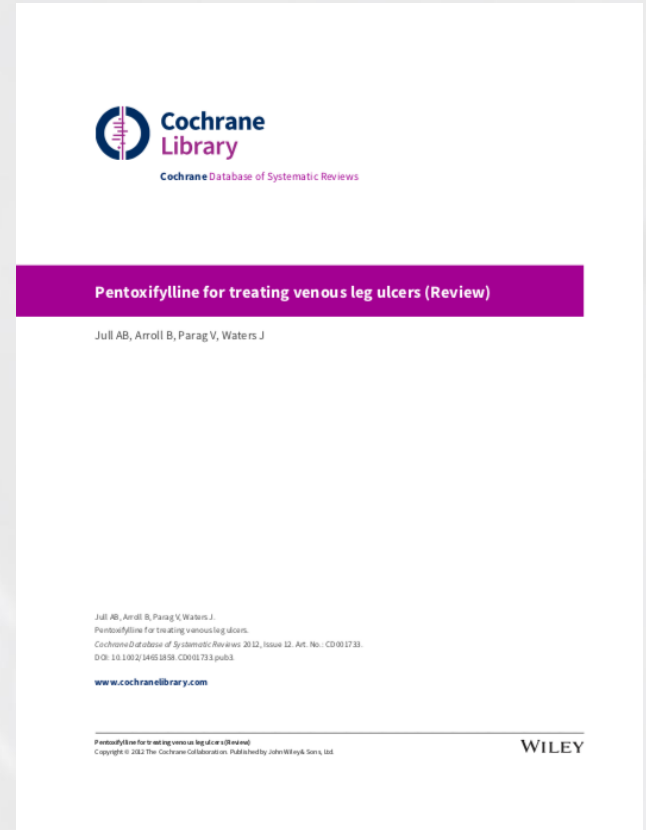 Cochrane
Library
Cochrane Database of Systematic Reviews
Pentoxifylline for treating venous leg ulcers (Review)
Jull AB, Arroll B, Parag V, Waters J
Jull AB, Arroll B, Parag V, Waters J.
Pentoxifylline for treating venous leg ulcers.
Cochrane Database of Systematic Reviews 2012, Issue 12. Art. No.: CD001733.
DOI: 10.1002/14651858.CD001733.pub3.
www.cochranelibrary.com
Pentoxifylline for treating venous leg ulcers (Review)
Copyright © 2012 The Cochrane Collaboration. Published by John Wiley & Sons, Ltd.
WILEY